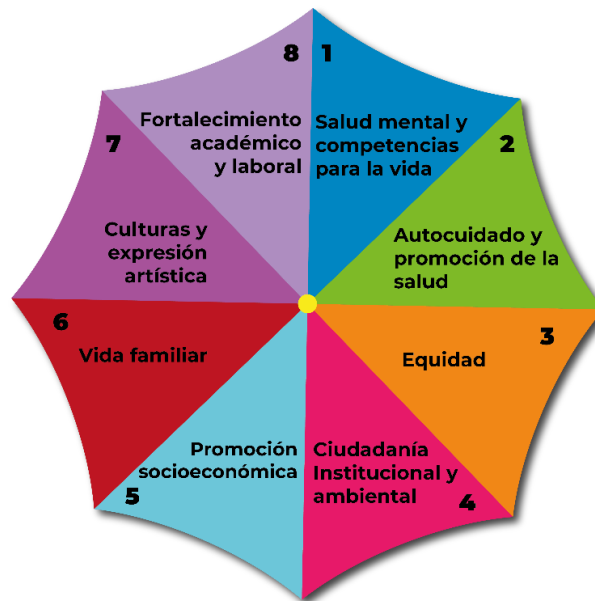 1
Salud mental y
competencias
para la vida
2
Autocuidado y
promoción de la
salud
3
Equidad
4
Ciudadanía
Institucional y
ambiental
5
Promoción
socioeconómica
6
Vida familiar
7
Culturas y
expresión
artística
8
Fortalecimiento
académico
y laboral